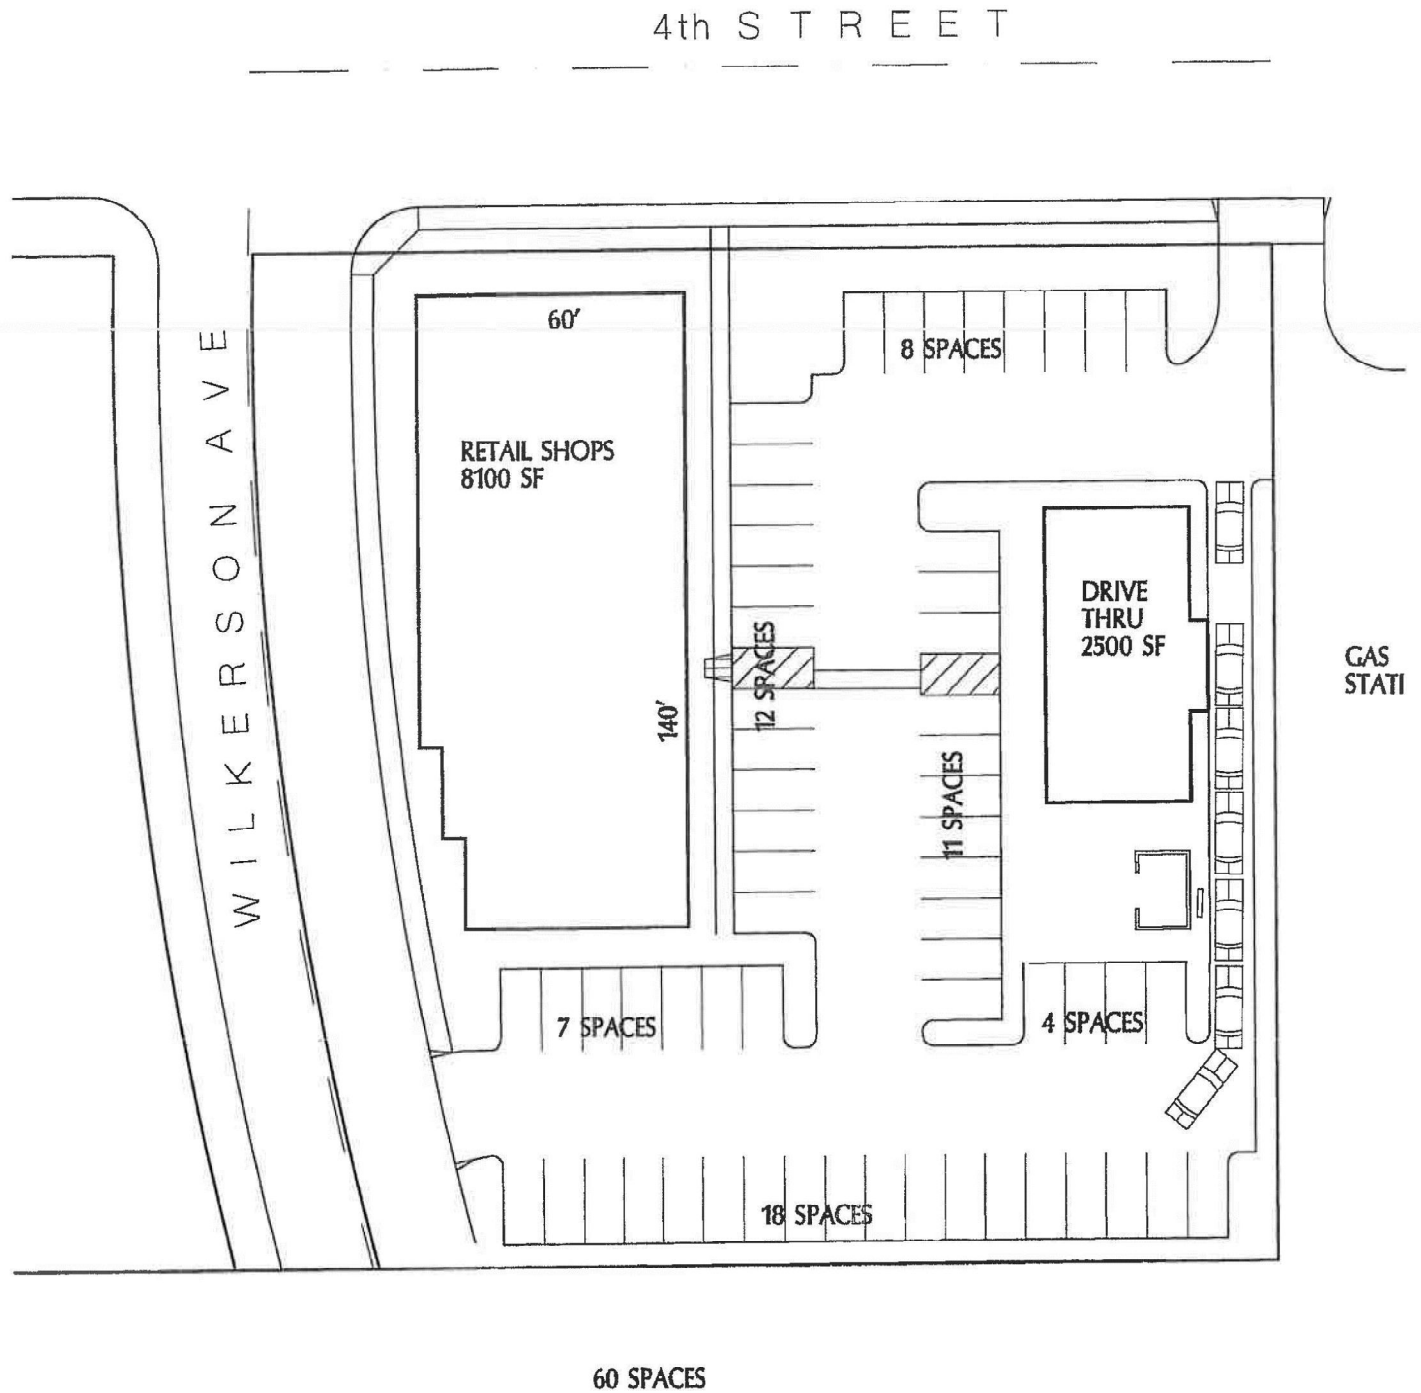 4th STREET
WILKERSON AVE
60'
8 SPACES
RETAIL SHOPS
8100 SF
DRIVE
THRU
2500 SF
12 SPACES
140'
GAS
STATI
11 SPACES
7 SPACES
4 SPACES
18 SPACES
60 SPACES